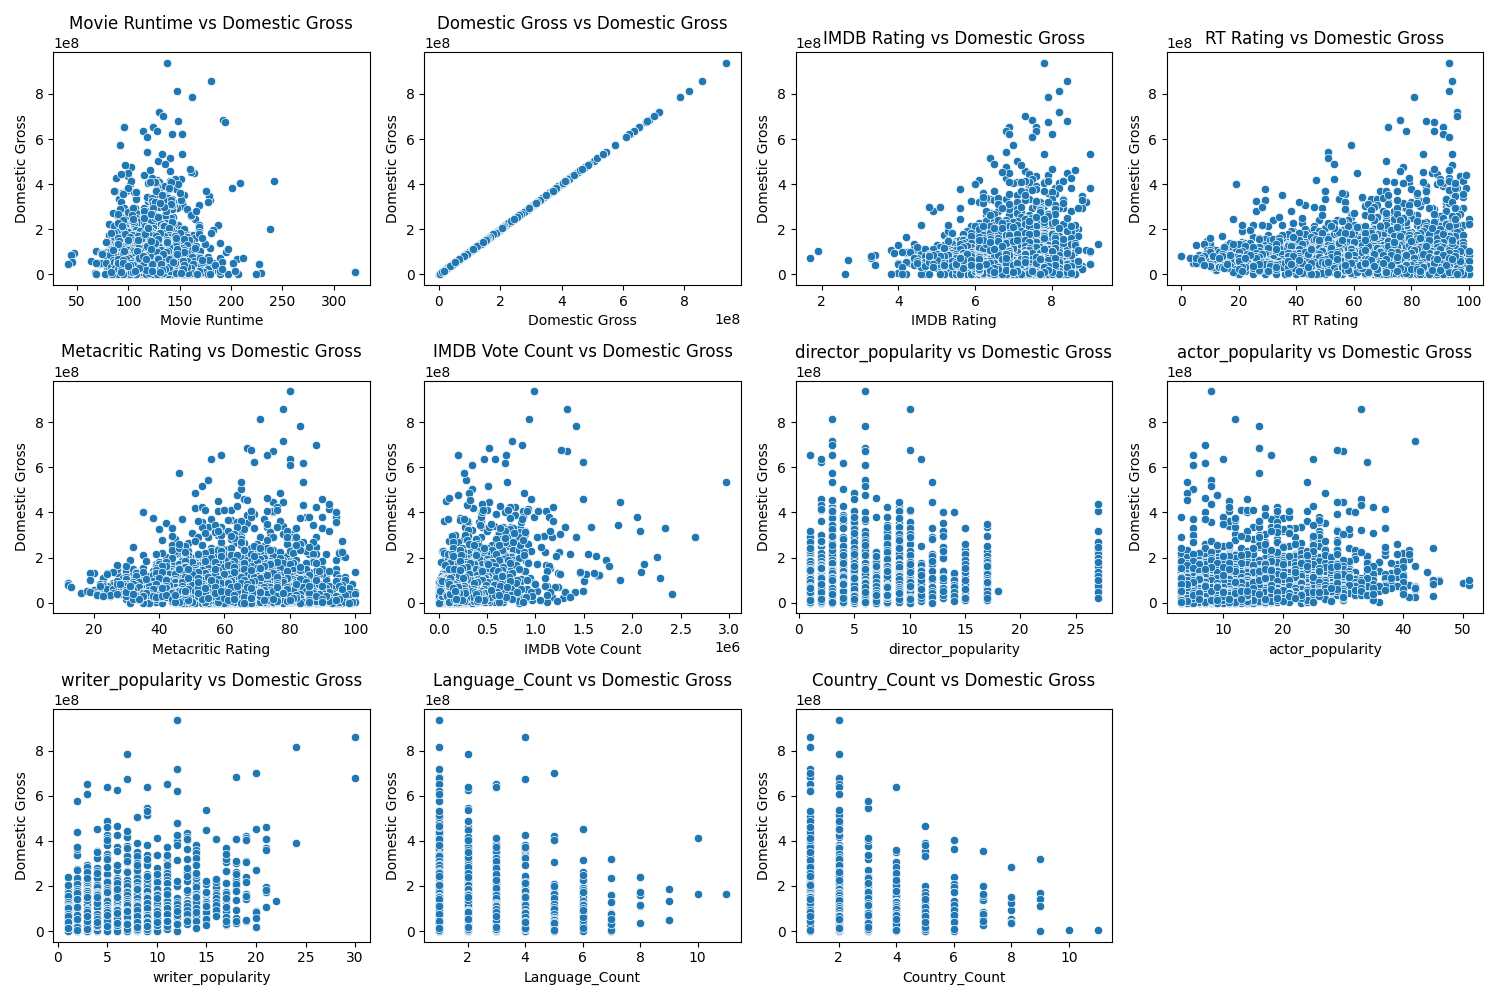 Movie Runtime vs Domestic Gross
1e8
Domestic Gross
8
6
4
2
0
50 100 150 200 250 300
Movie Runtime
Domestic Gross vs Domestic Gross
1e8
Domestic Gross
8
6
4
2
0
0 2 4 6 8
1e8
Domestic Gross
IMDB Rating vs Domestic Gross
1e8
Domestic Gross
8
6
4
2
0
2 4 6 8
IMDB Rating
RT Rating vs Domestic Gross
1e8
Domestic Gross
8
6
4
2
0
0 20 40 60 80 100
RT Rating
Metacritic Rating vs Domestic Gross
1e8
Domestic Gross
8
6
4
2
0
20 40 60 80 100
Metacritic Rating
IMDB Vote Count vs Domestic Gross
1e8
Domestic Gross
8
6
4
2
0
0.0 0.5 1.0 1.5 2.0 2.5 3.0
1e6
IMDB Vote Count
director_popularity vs Domestic Gross
1e8
Domestic Gross
8
6
4
2
0
0 5 10 15 20 25
director_popularity
actor_popularity vs Domestic Gross
1e8
Domestic Gross
8
6
4
2
0
10 20 30 40 50
actor_popularity
writer_popularity vs Domestic Gross
1e8
Domestic Gross
8
6
4
2
0
0 5 10 15 20 25 30
writer_popularity
Language_Count vs Domestic Gross
1e8
Domestic Gross
8
6
4
2
0
2 4 6 8 10
Language_Count
Country_Count vs Domestic Gross
1e8
Domestic Gross
8
6
4
2
0
2 4 6 8 10
Country_Count